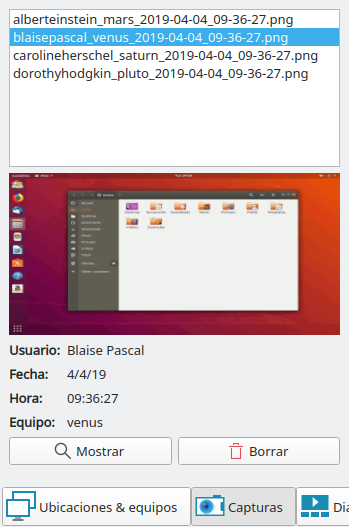 alberteinstein_mars_2019-04-04_09-36-27.png
blaisepascal_venus_2019-04-04_09-36-27.png
carolineherschel_saturn_2019-04-04_09-36-27.png
dorothyhodgkin_pluto_2019-04-04_09-36-27.png
Usuario: Blaise Pascal
Fecha: 4/4/19
Hora: 09:36:27
Equipo: venus
Mostrar Borrar
Ubicaciones & equipos Capturas